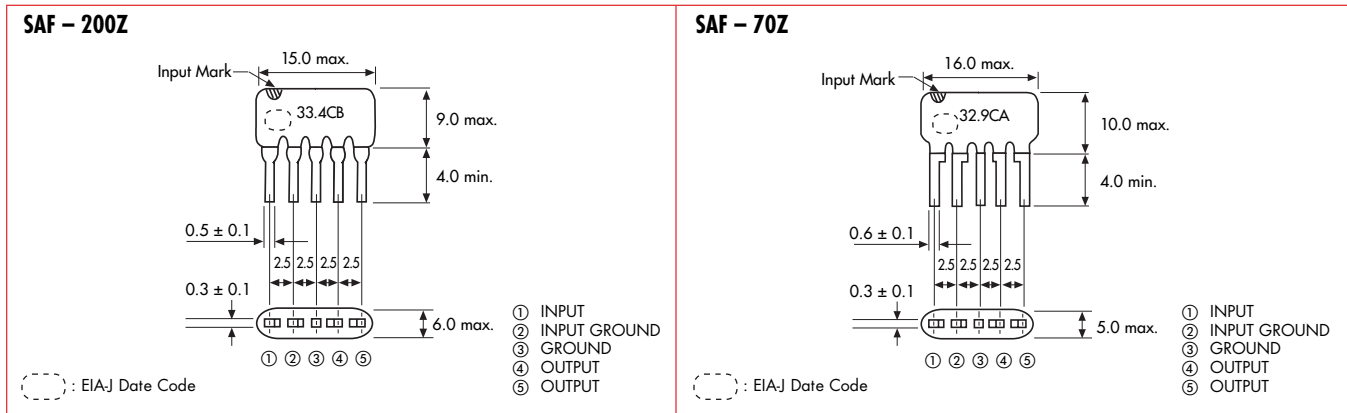 SAF – 200Z
15.0 max.
Input Mark
33.4CB
9.0 max.
4.0 min.
0.5 ± 0.1
2.5 2.5 2.5 2.5
0.3 ± 0.1
6.0 max.
① ② ③ ④ ⑤
① INPUT
② INPUT GROUND
③ GROUND
④ OUTPUT
⑤ OUTPUT
: EIA-J Date Code
SAF – 70Z
16.0 max.
Input Mark
32.9CA
10.0 max.
4.0 min.
0.6 ± 0.1
2.5 2.5 2.5 2.5
0.3 ± 0.1
5.0 max.
① ② ③ ④ ⑤
① INPUT
② INPUT GROUND
③ GROUND
④ OUTPUT
⑤ OUTPUT
: EIA-J Date Code